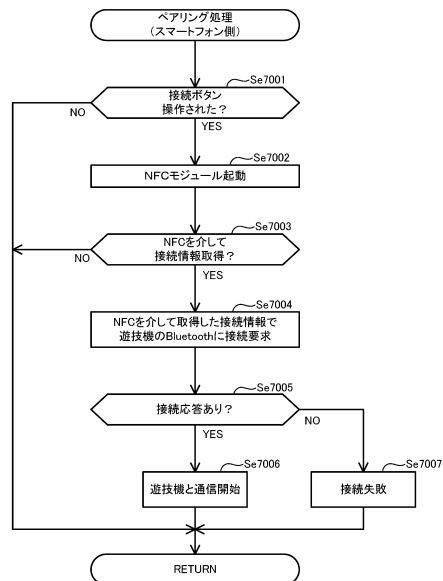 ペアリング処理
（スマートフォン側）
Se7001
接続ボタン
操作された？
NO
YES
Se7002
NFCモジュール起動
Se7003
NFCを介して
接続情報取得？
NO
YES
Se7004
NFCを介して取得した接続情報で
遊技機のBluetoothに接続要求
Se7005
接続応答あり？
NO
YES
Se7006
遊技機と通信開始
Se7007
接続失敗
RETURN